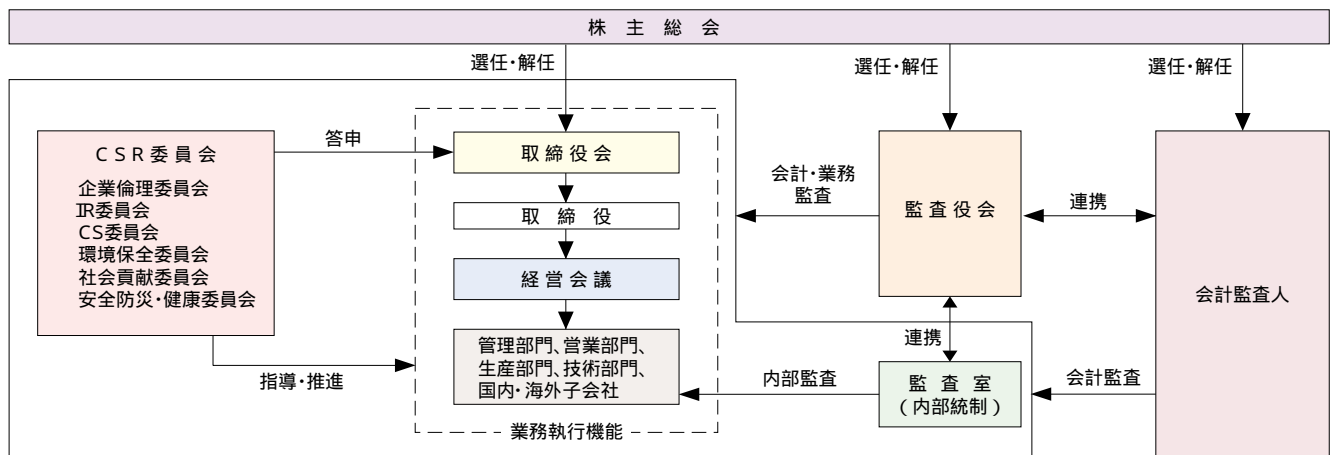 株主総会
選任・解任
選任・解任
選任・解任
CSR委員会
企業倫理委員会
IR委員会
CS委員会
環境保全委員会
社会貢献委員会
安全防災・健康委員会
答申
指導・推進
取締役会
取締役
経営会議
管理部門、営業部門、
生産部門、技術部門、
国内・海外子会社
業務執行機能
会計・業務
監査
監査役会
連携
連携
内部監査
監査室
(内部統制)
会計監査
会計監査人